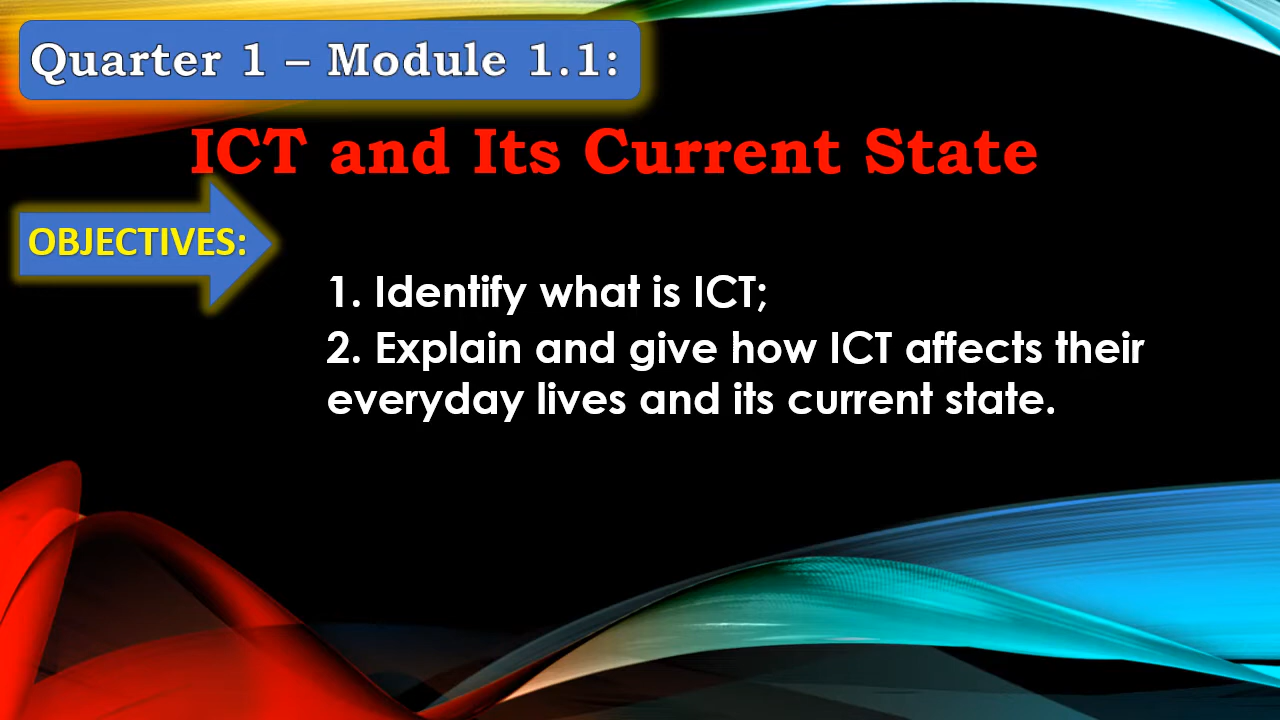 Quarter 1 – Module 1.1:
ICT and Its Current State
OBJECTIVES:
1. Identify what is ICT;
2. Explain and give how ICT affects their
everyday lives and its current state.